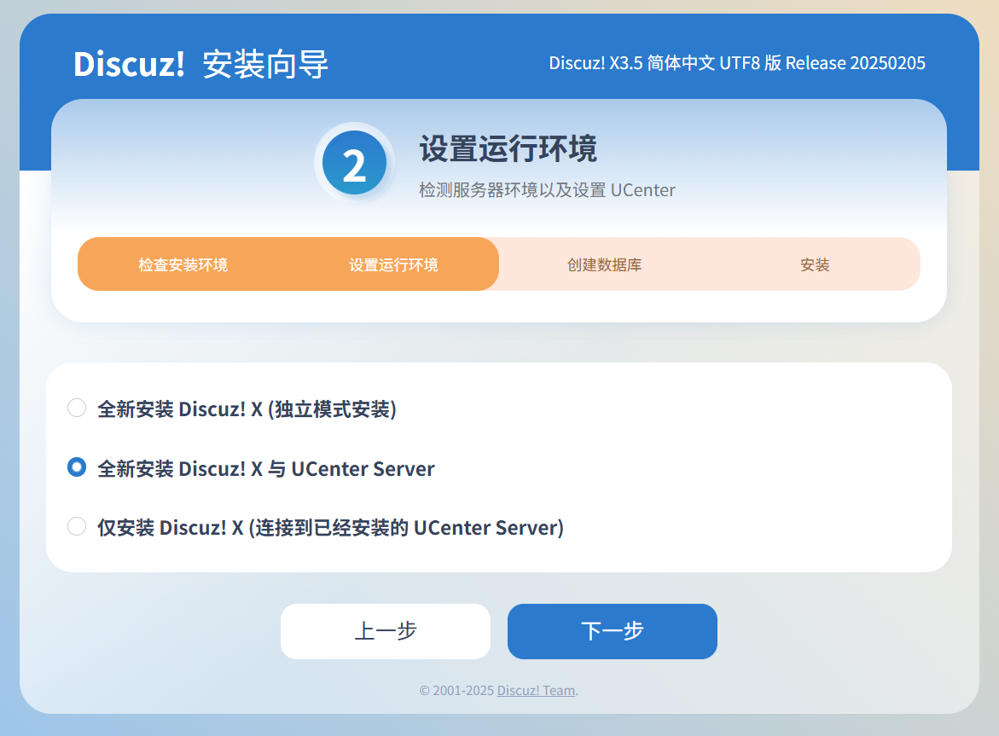 Discuz! 安装向导
Discuz! X3.5 简体中文 UTF8 版 Release 20250205
2
设置运行环境
检测服务器环境以及设置 UCenter
检查安装环境
设置运行环境
创建数据库
安装
全新安装 Discuz! X (独立模式安装)
全新安装 Discuz! X 与 UCenter Server
仅安装 Discuz! X (连接到已经安装的 UCenter Server)
上一步
下一步
© 2001-2025 Discuz! Team.